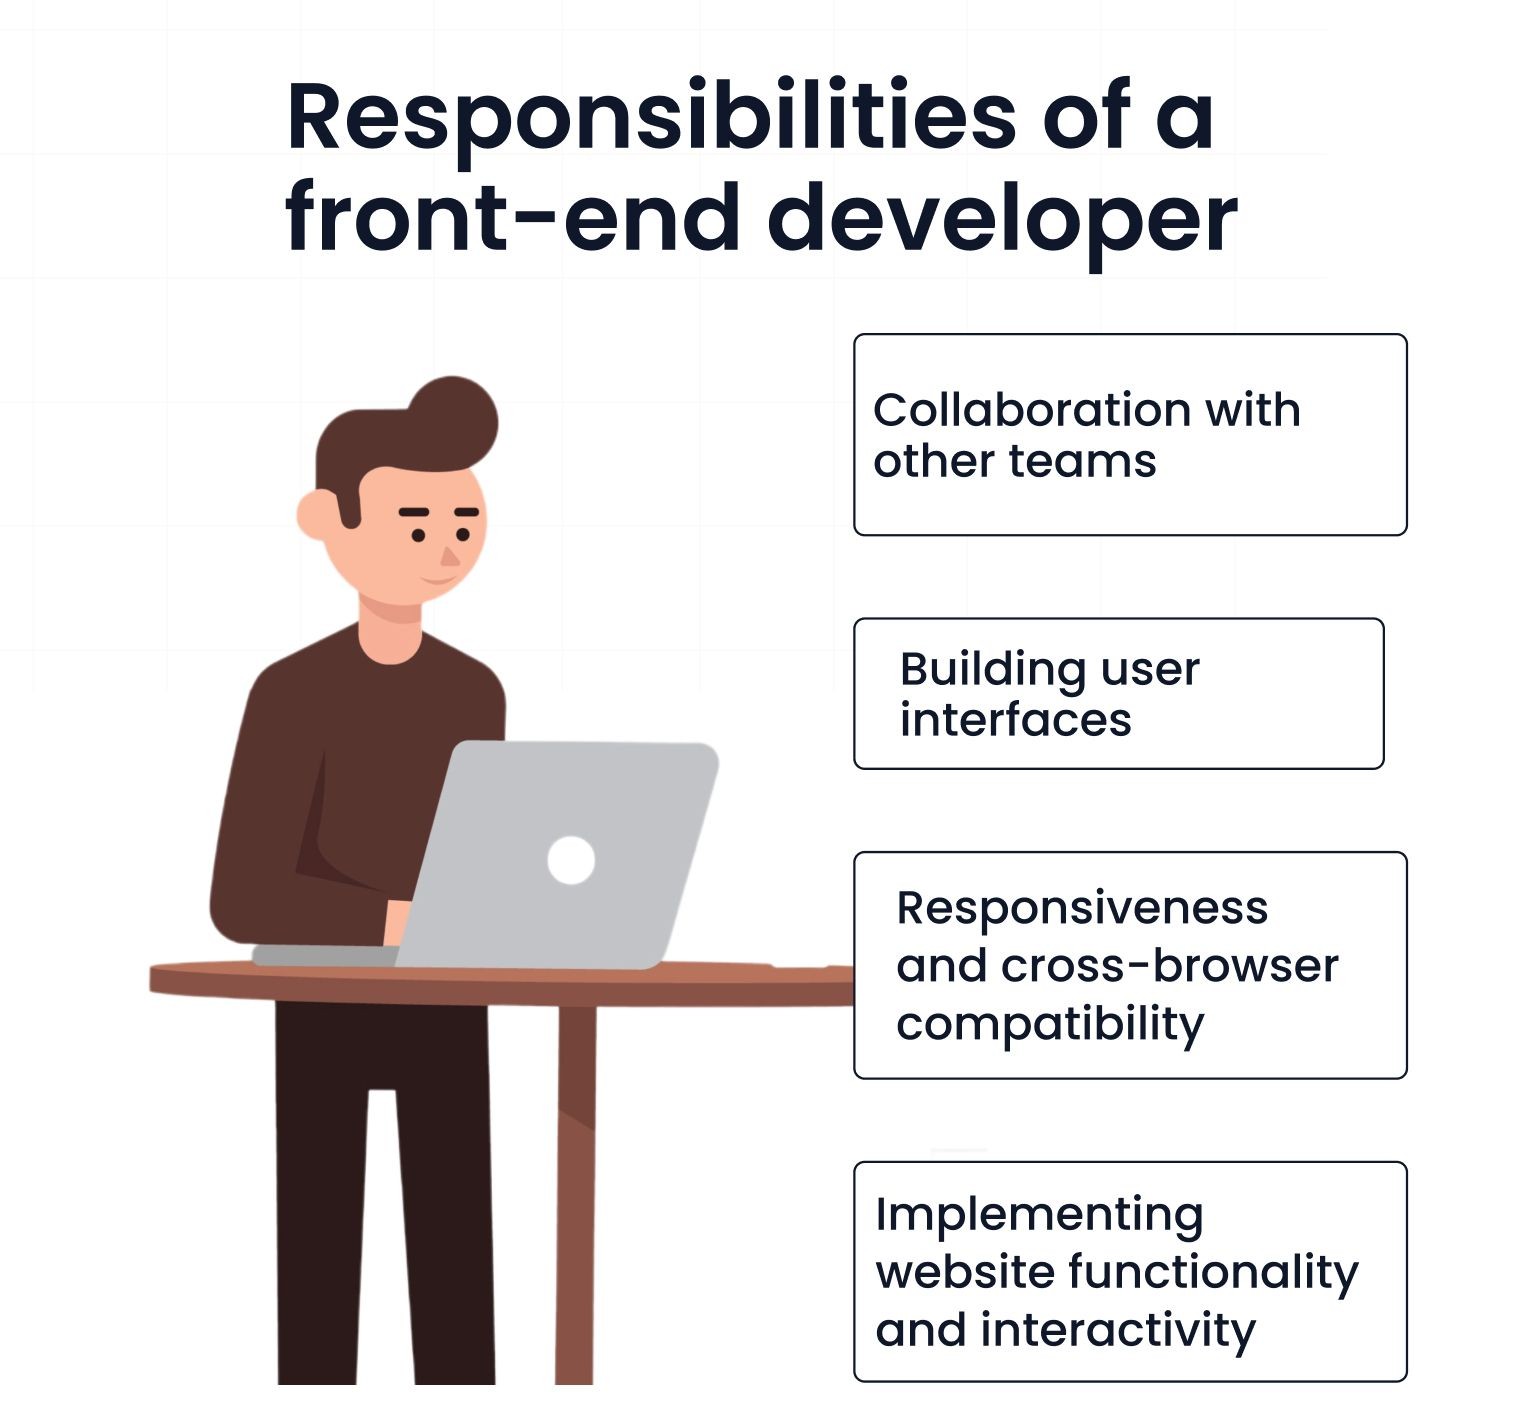 Responsibilities of a
front-end developer
Collaboration with
other teams
Building user
interfaces
Responsiveness
and cross-browser
compatibility
Implementing
website functionality
and interactivity